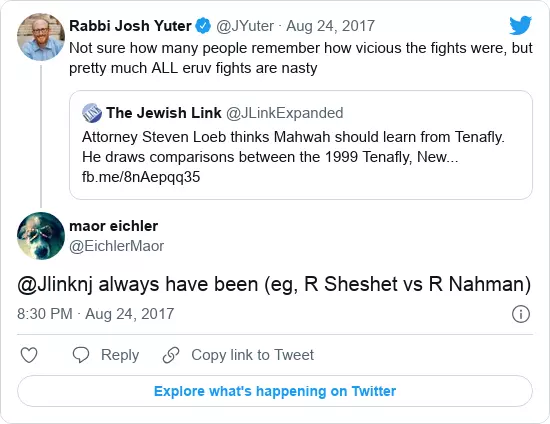 Rabbi Josh Yuter @JYuter · Aug 24, 2017
Not sure how many people remember how vicious the fights were, but
pretty much ALL eruv fights are nasty
The Jewish Link @JLinkExpanded
Attorney Steven Loeb thinks Mahwah should learn from Tenafly.
He draws comparisons between the 1999 Tenafly, New...
fb.me/8nAepqq35
maor eichler
@EichlerMaor
@Jlinknj always have been (eg, R Sheshet vs R Nahman)
8:30 PM · Aug 24, 2017
Reply Copy link to Tweet
Explore what's happening on Twitter